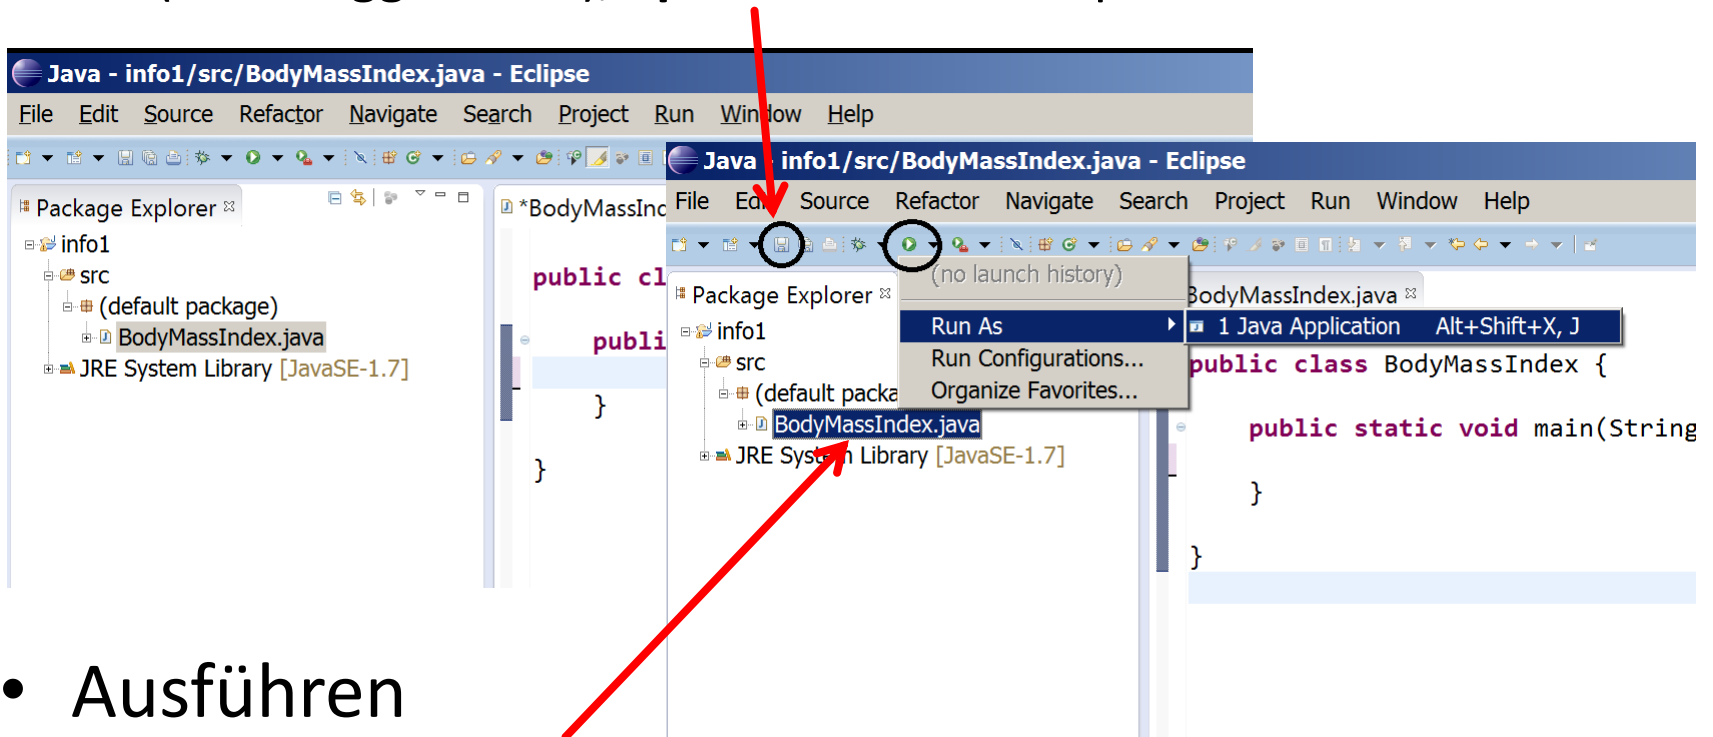 Java - info1/src/BodyMassIndex.java - Eclipse
File Edit Source Refactor Navigate Search Project Run Window Help
Package Explorer
*BodyMassInd
info1
src
(default package)
BodyMassIndex.java
JRE System Library [JavaSE-1.7]
public cl
publi
}
}
Java - info1/src/BodyMassIndex.java - Eclipse
File Edit Source Refactor Navigate Search Project Run Window Help
(no launch history)
Package Explorer
BodyMassIndex.java
info1
Run As
1 Java Application Alt+Shift+X, J
src
Run Configurations...
public class BodyMassIndex {
(default packa
Organize Favorites...
BodyMassIndex.java
public static void main(String
JRE System Library [JavaSE-1.7]
}
}
• Ausführen